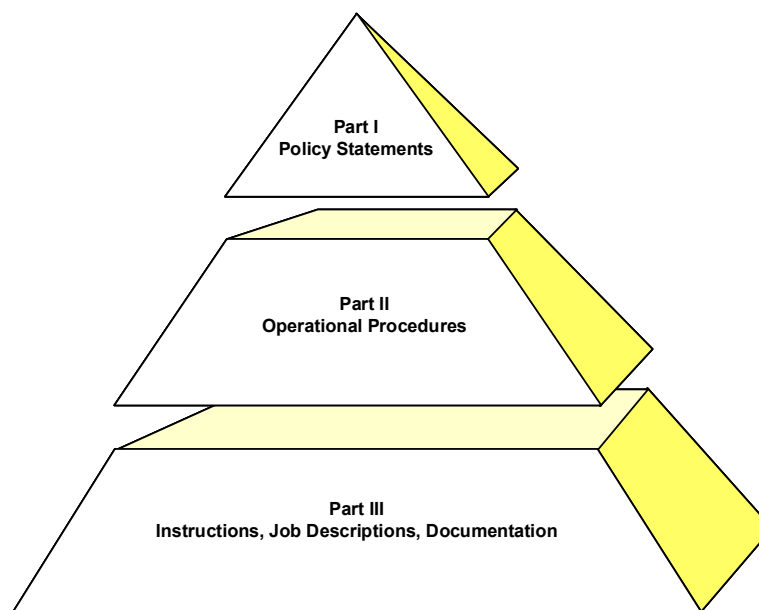 Part I
Policy Statements
Part II
Operational Procedures
Part III
Instructions, Job Descriptions, Documentation